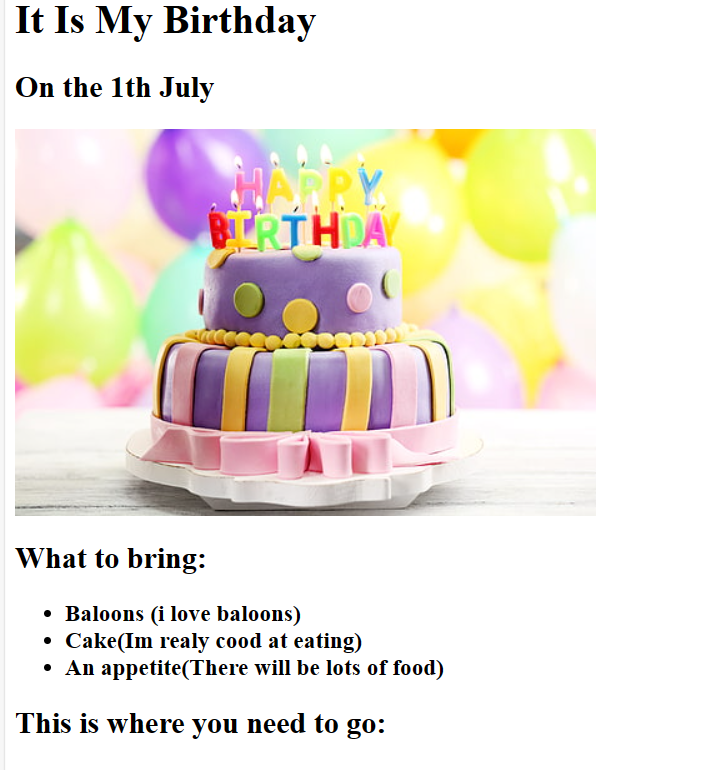 It Is My Birthday
On the 1th July
HAPPY
BIRTHDAY
What to bring:
Baloons (i love baloons)
Cake(Im realy cood at eating)
An appetite(There will be lots of food)
This is where you need to go: